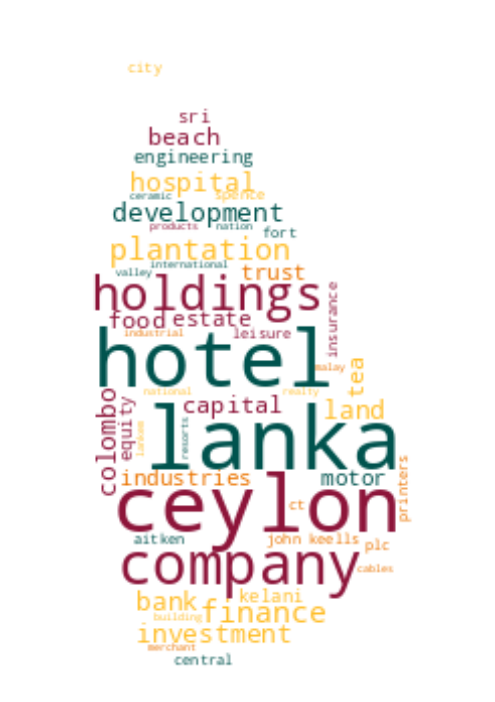 city
sri
beach
engineering
hospital
ceramic spence
development
products nation
fort
plantation
international
valley trust
holdings
insurance
food estate
industrial leisure
hotel
malay
tea
national realty
colombo
equity
capital
land
lankem
resorts
lanka
industries motor
printers
ceylon
ct
aitken john keells plc
company
cables
kelani
bank finance
building
investment
merchant
central